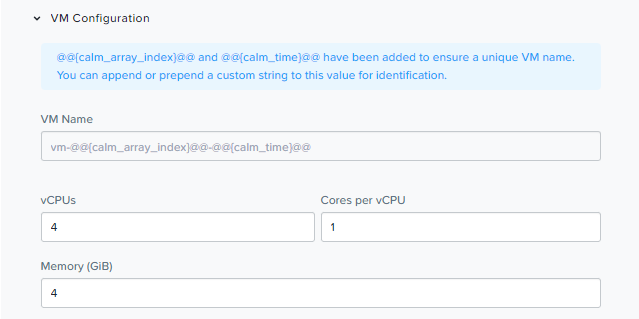 VM Configuration
@@{calm_array_index}@@ and @@{calm_time}@@ have been added to ensure a unique VM name.
You can append or prepend a custom string to this value for identification.
VM Name
vm-@@{calm_array_index}@@-@@{calm_time}@@
vCPUs
Cores per vCPU
4
1
Memory (GiB)
4